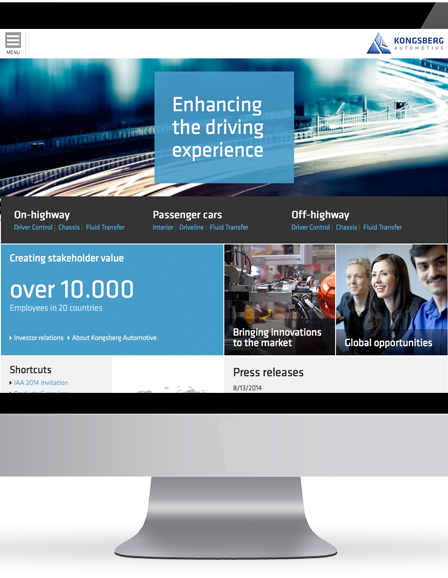 MENU
KONGSBERG
AUTOMOTIVE
Enhancing
the driving
experience
On-highway
Driver Control | Chassis | Fluid Transfer
Passenger cars
Interior | Driveline | Fluid Transfer
Off-highway
Driver Control | Chassis | Fluid Transfer
Creating stakeholder value
over 10.000
Employees in 20 countries
Investor relations
About Kongsberg Automotive
Bringing innovations
to the market
Global opportunities
Shortcuts
IAA 2014 Invitation
Press releases
8/13/2014